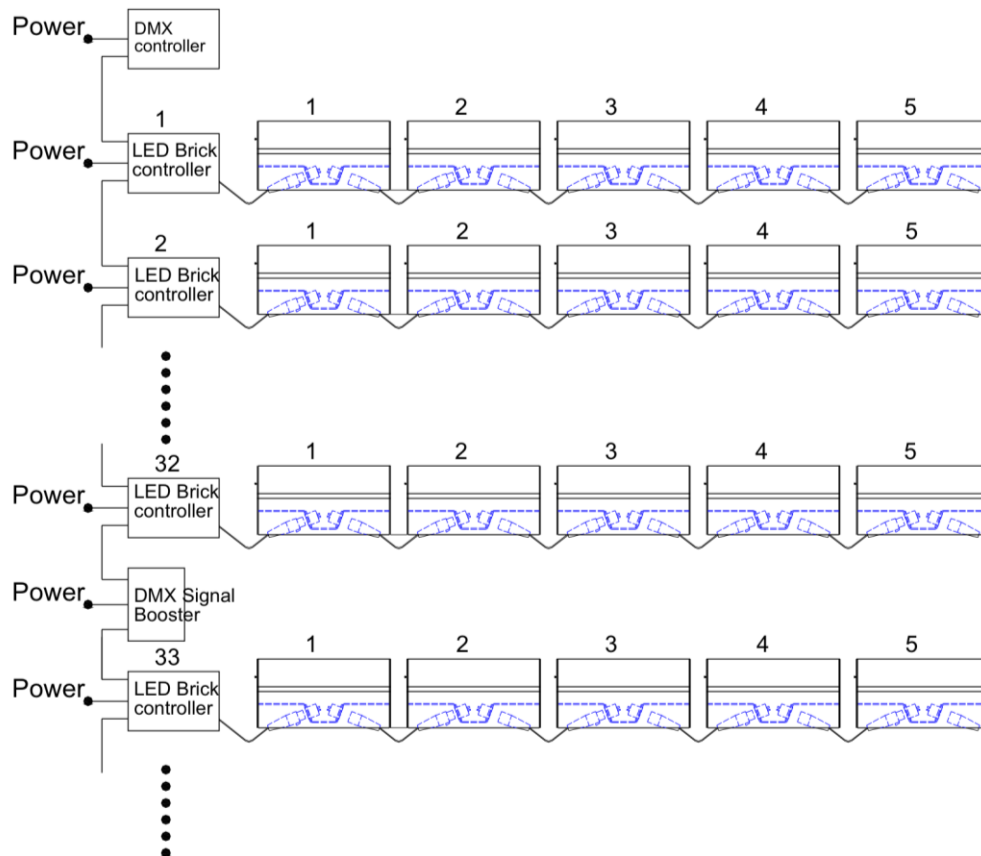 Power
DMX
controller
1
1 2 3 4 5
Power
LED Brick
controller
2
1 2 3 4 5
Power
LED Brick
controller
32
1 2 3 4 5
Power
LED Brick
controller
Power
DMX Signal
Booster
33
1 2 3 4 5
Power
LED Brick
controller